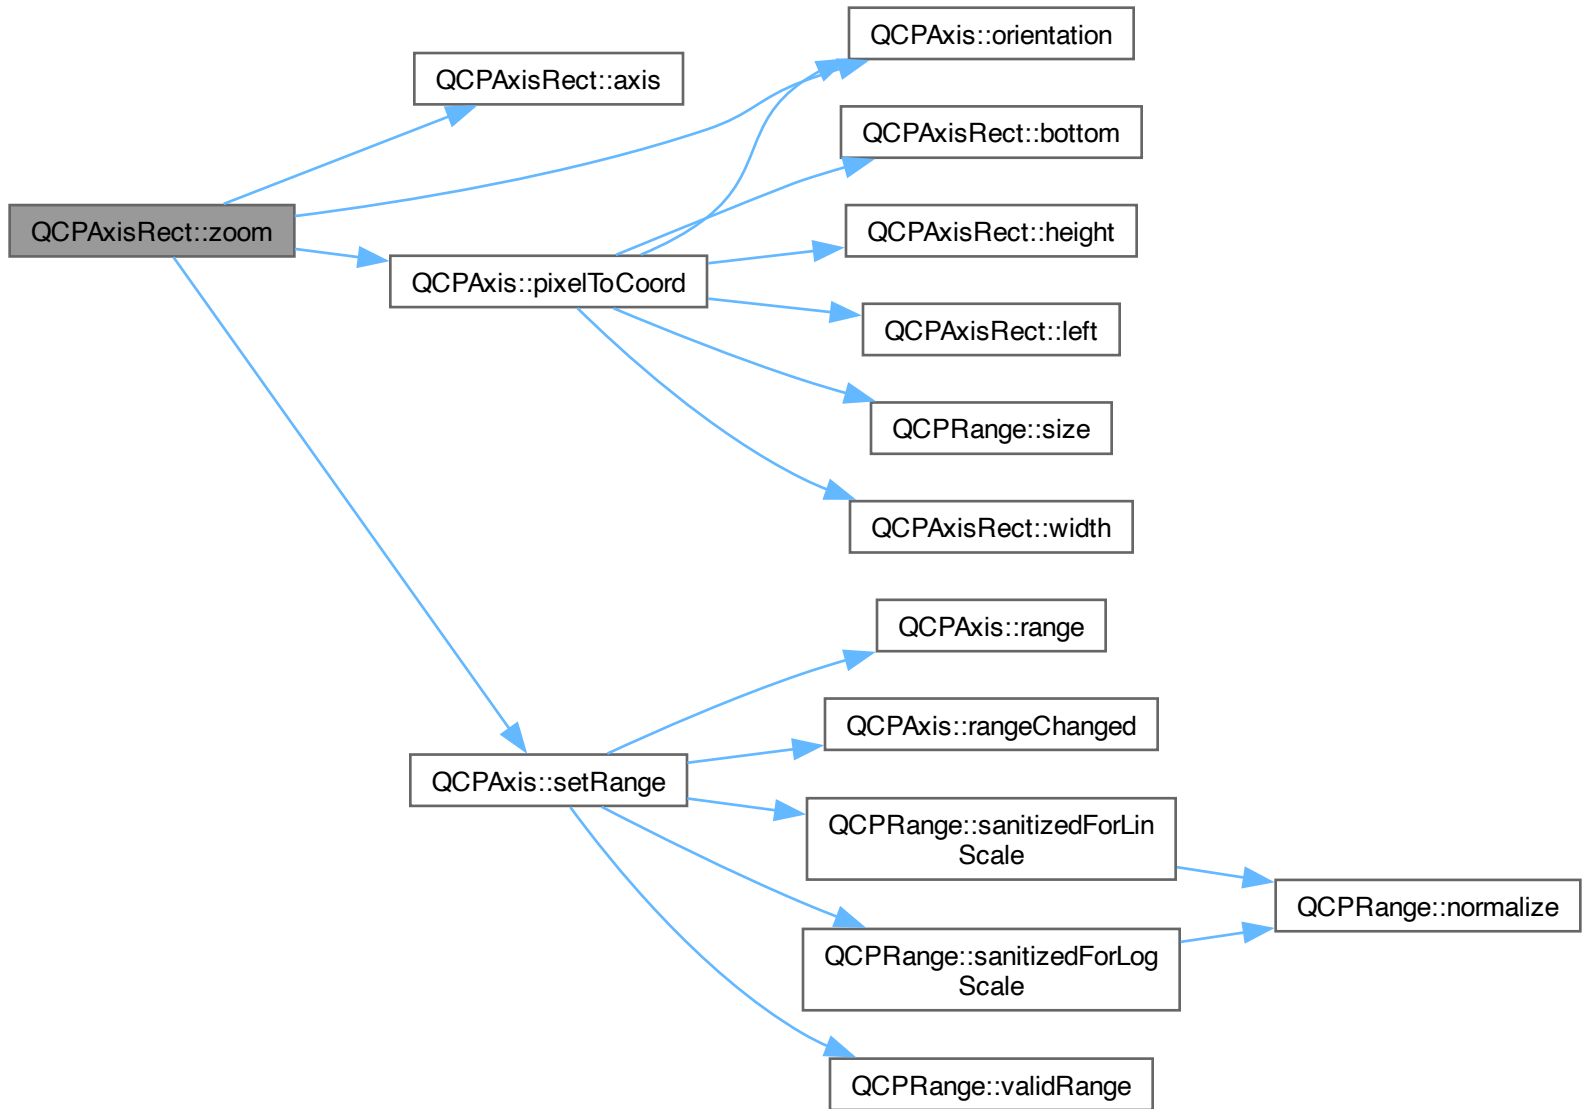 QCPAxisRect::zoom
QCPAxisRect::axis
QCPAxis::pixelToCoord
QCPAxis::setRange
QCPAxis::orientation
QCPAxisRect::bottom
QCPAxisRect::height
QCPAxisRect::left
QCPRange::size
QCPAxisRect::width
QCPAxis::range
QCPAxis::rangeChanged
QCPRange::sanitizedForLin
Scale
QCPRange::sanitizedForLog
Scale
QCPRange::validRange
QCPRange::normalize